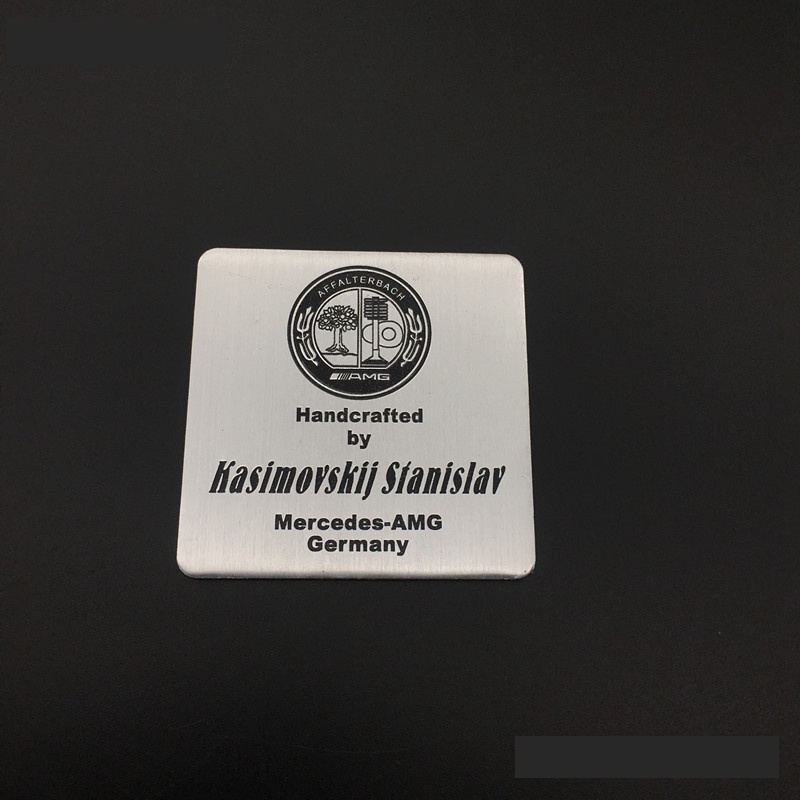 AFFALTERBACH
AMG
Handcrafted
by
Kasimovskij Stanislav
Mercedes-AMG
Germany